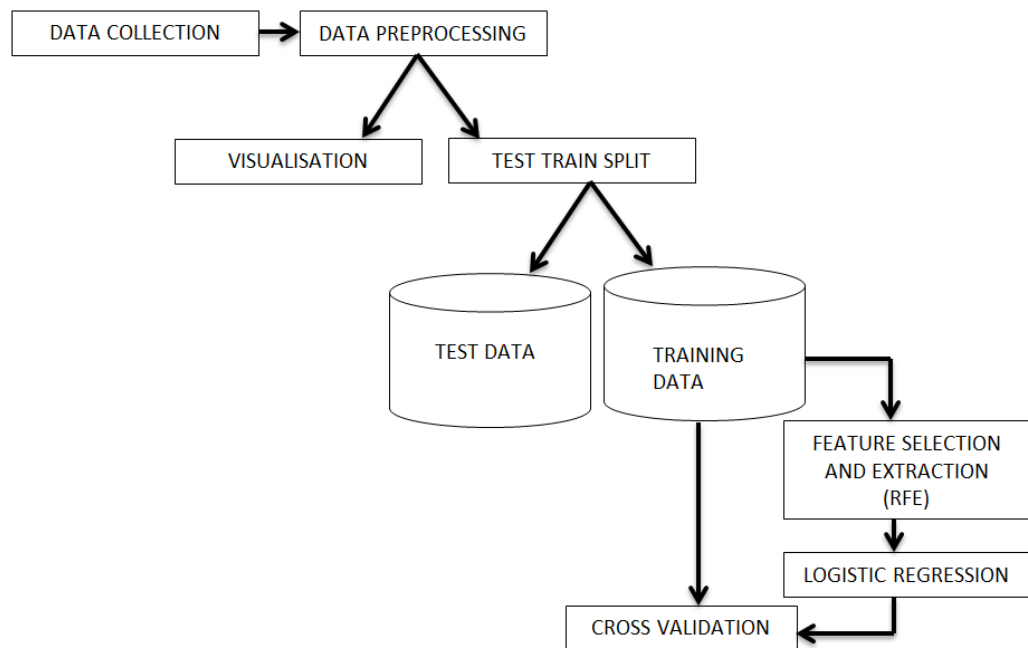 DATA COLLECTION
DATA PREPROCESSING
VISUALISATION
TEST TRAIN SPLIT
TEST DATA
TRAINING
DATA
FEATURE SELECTION
AND EXTRACTION
(RFE)
LOGISTIC REGRESSION
CROSS VALIDATION